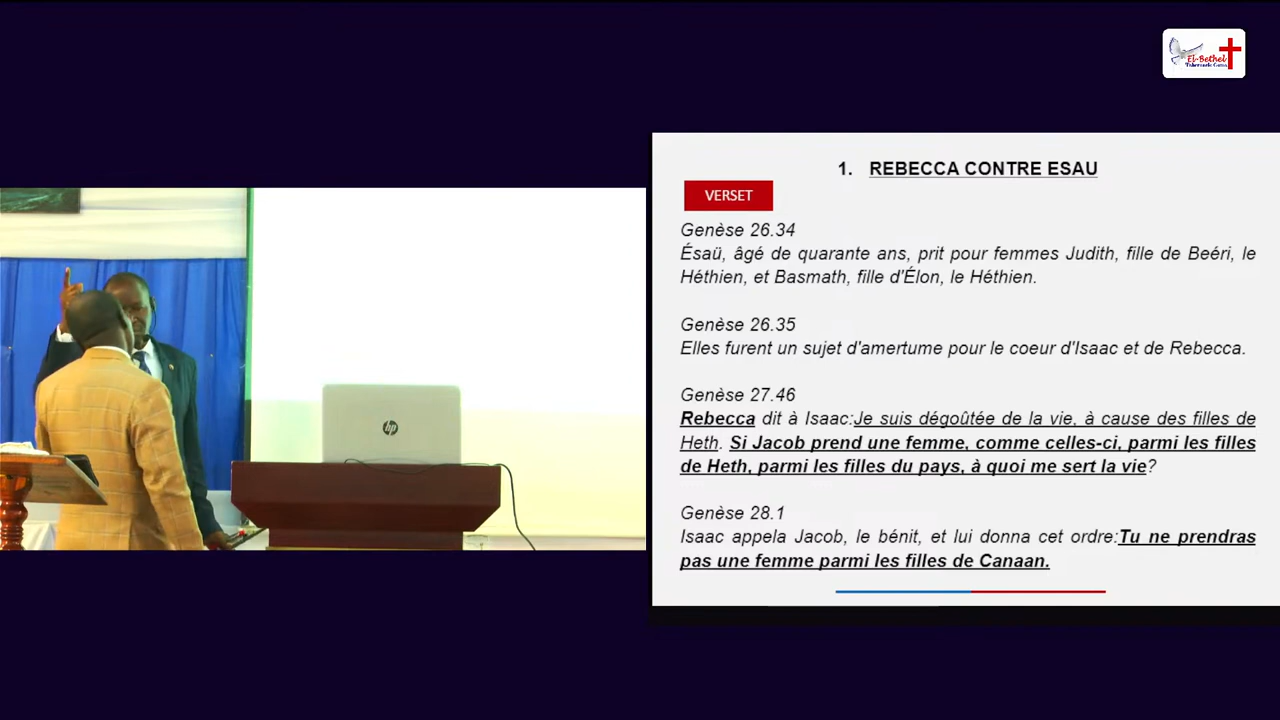 El-Bethel
1. REBECCA CONTRE ESAU
VERSET
Genèse 26.34
Ésaü, âgé de quarante ans, prit pour femmes Judith, fille de Beéri, le
Héthien, et Basmath, fille d'Élon, le Héthien.
Genèse 26.35
Elles furent un sujet d'amertume pour le coeur d'Isaac et de Rebecca.
Genèse 27.46
Rebecca dit à Isaac:Je suis dégoûtée de la vie, à cause des filles de
Heth. Si Jacob prend une femme, comme celles-ci, parmi les filles
de Heth, parmi les filles du pays, à quoi me sert la vie?
Genèse 28.1
Isaac appela Jacob, le bénit, et lui donna cet ordre:Tu ne prendras
pas une femme parmi les filles de Canaan.
hp